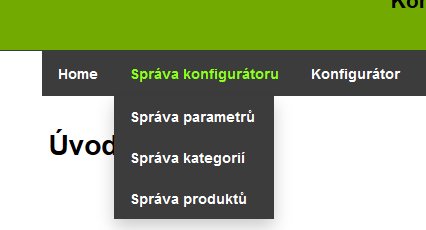 Home Správa konfigurátoru Konfigurátor
Správa parametrů
Správa kategorií
Správa produktů